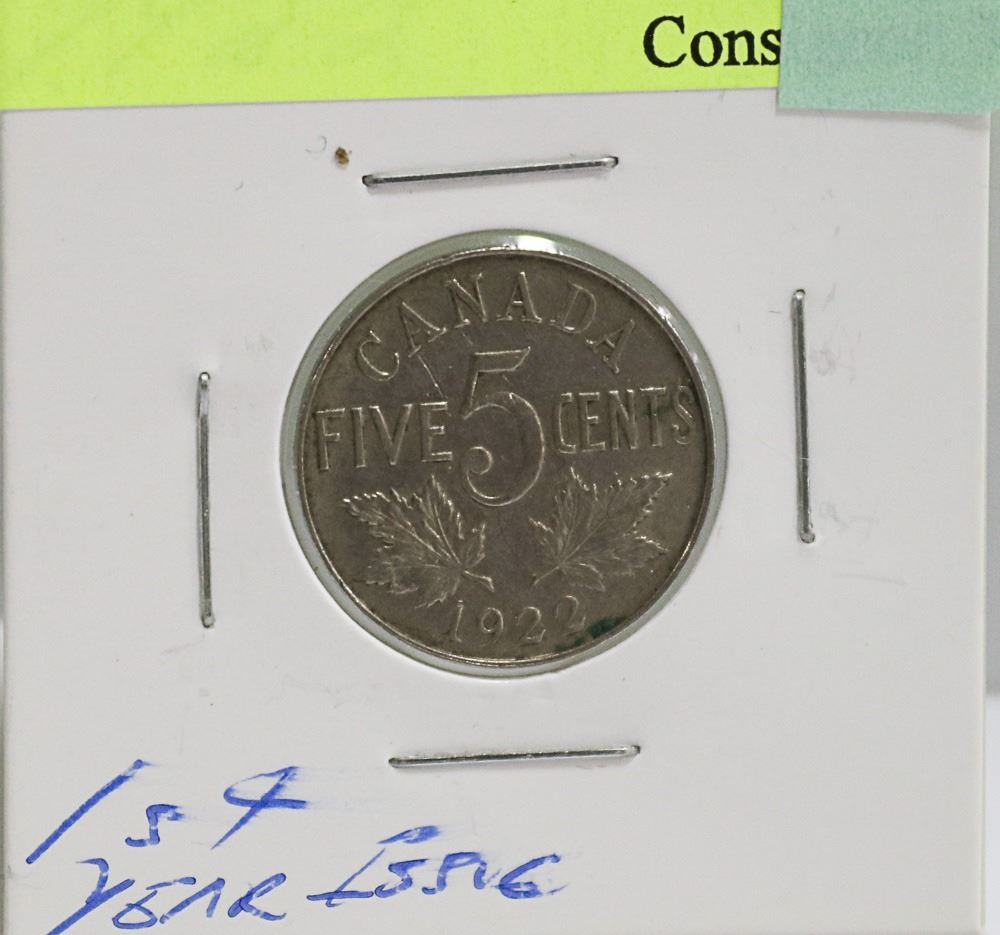 Cons
CANADA
FIVE 5 CENTS
1922
1st
YEAR ISSUE